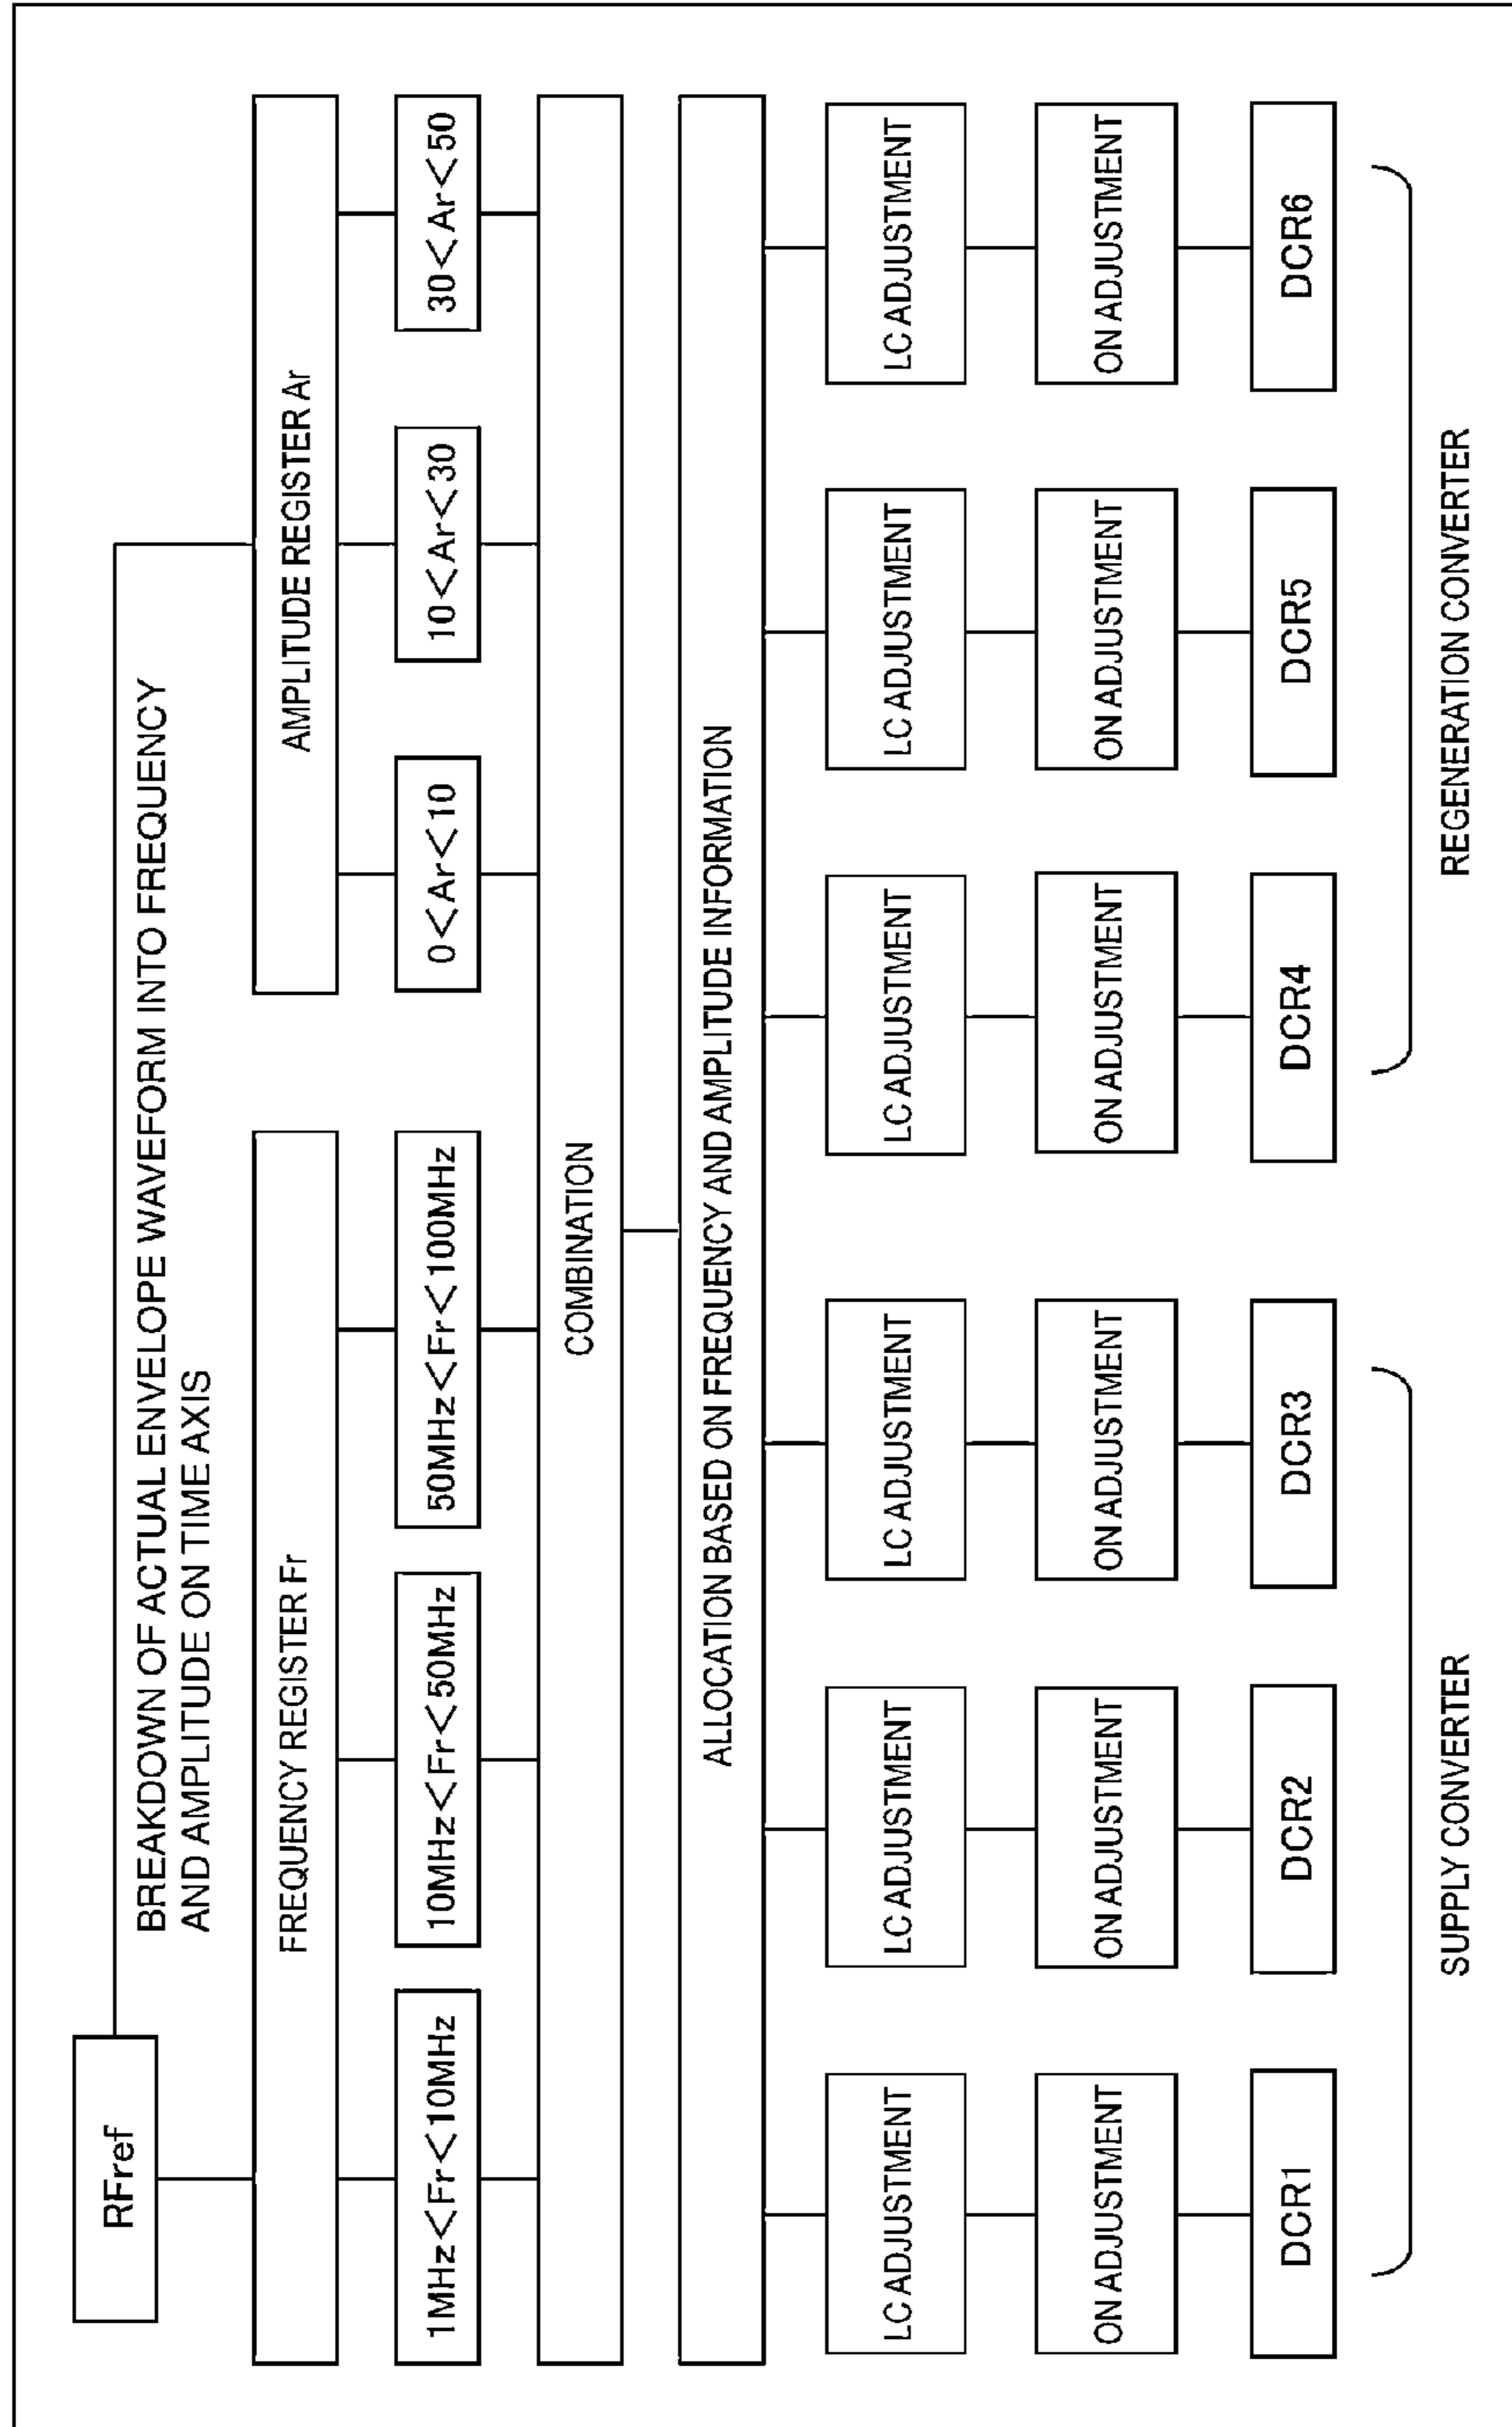 RFref
BREAKDOWN OF ACTUAL ENVELOPE WAVEFORM INTO FREQUENCY
AND AMPLITUDE ON TIME AXIS
FREQUENCY REGISTER Fr
AMPLITUDE REGISTER Ar
1MHz<Fr<10MHz
10MHz<Fr<50MHz
50MHz<Fr<100MHz
0<Ar<10
10<Ar<30
30<Ar<50
COMBINATION
ALLOCATION BASED ON FREQUENCY AND AMPLITUDE INFORMATION
LC ADJUSTMENT
LC ADJUSTMENT
LC ADJUSTMENT
LC ADJUSTMENT
LC ADJUSTMENT
LC ADJUSTMENT
ON ADJUSTMENT
ON ADJUSTMENT
ON ADJUSTMENT
ON ADJUSTMENT
ON ADJUSTMENT
ON ADJUSTMENT
DCR1
DCR2
DCR3
DCR4
DCR5
DCR6
SUPPLY CONVERTER
REGENERATION CONVERTER